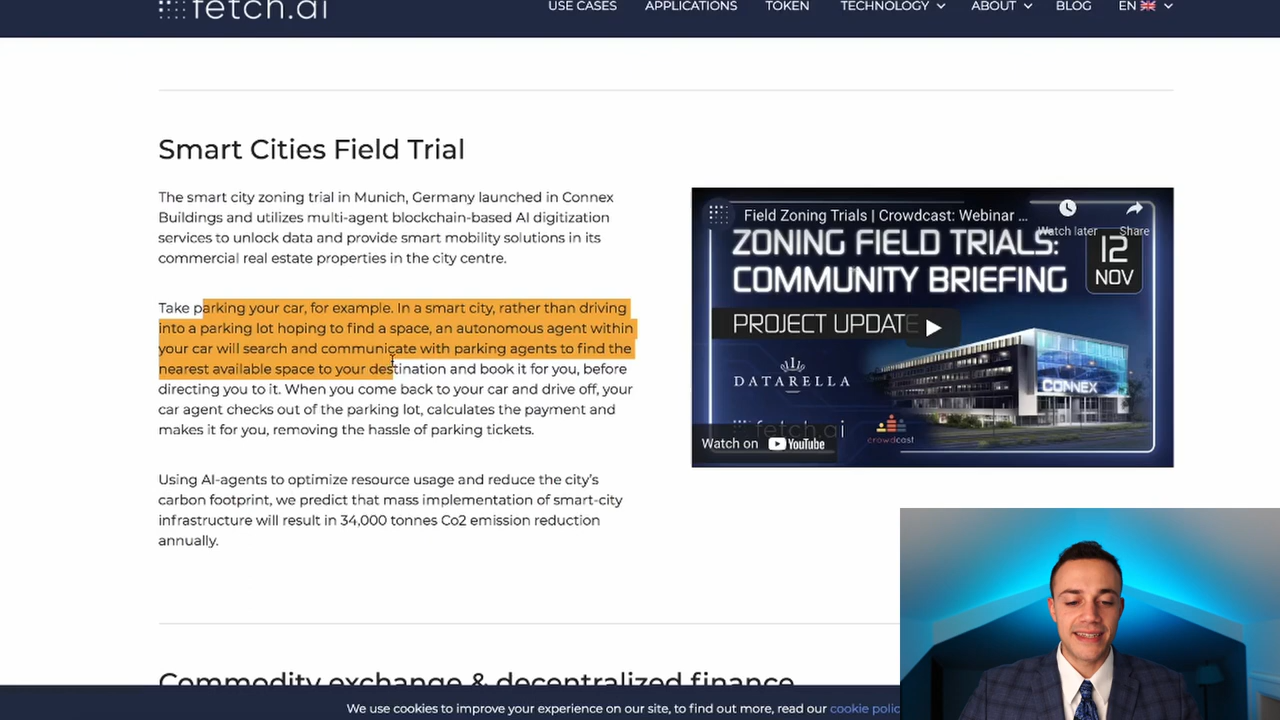 fetch.ai
USE CASES
APPLICATIONS
TOKEN
TECHNOLOGY
ABOUT
BLOG
EN
Smart Cities Field Trial
The smart city zoning trial in Munich, Germany launched in Connex
Buildings and utilizes multi-agent blockchain-based AI digitization
services to unlock data and provide smart mobility solutions in its
commercial real estate properties in the city centre.
Take parking your car, for example. In a smart city, rather than driving
into a parking lot hoping to find a space, an autonomous agent within
your car will search and communicate with parking agents to find the
nearest available space to your destination and book it for you, before
directing you to it. When you come back to your car and drive off, your
car agent checks out of the parking lot, calculates the payment and
makes it for you, removing the hassle of parking tickets.
Using AI-agents to optimize resource usage and reduce the city's
carbon footprint, we predict that mass implementation of smart-city
infrastructure will result in 34,000 tonnes Co2 emission reduction
annually.
Field Zoning Trials | Crowdcast: Webinar ...
Watch later
Share
ZONING FIELD TRIALS:
COMMUNITY BRIEFING
12
NOV
PROJECT UPDATE
DATARELLA
CONNEX
fetch.ai
crowdcast
Watch on YouTube
Commodity exchange & decentralized finance
We use cookies to improve your experience on our site, to find out more, read our cookie